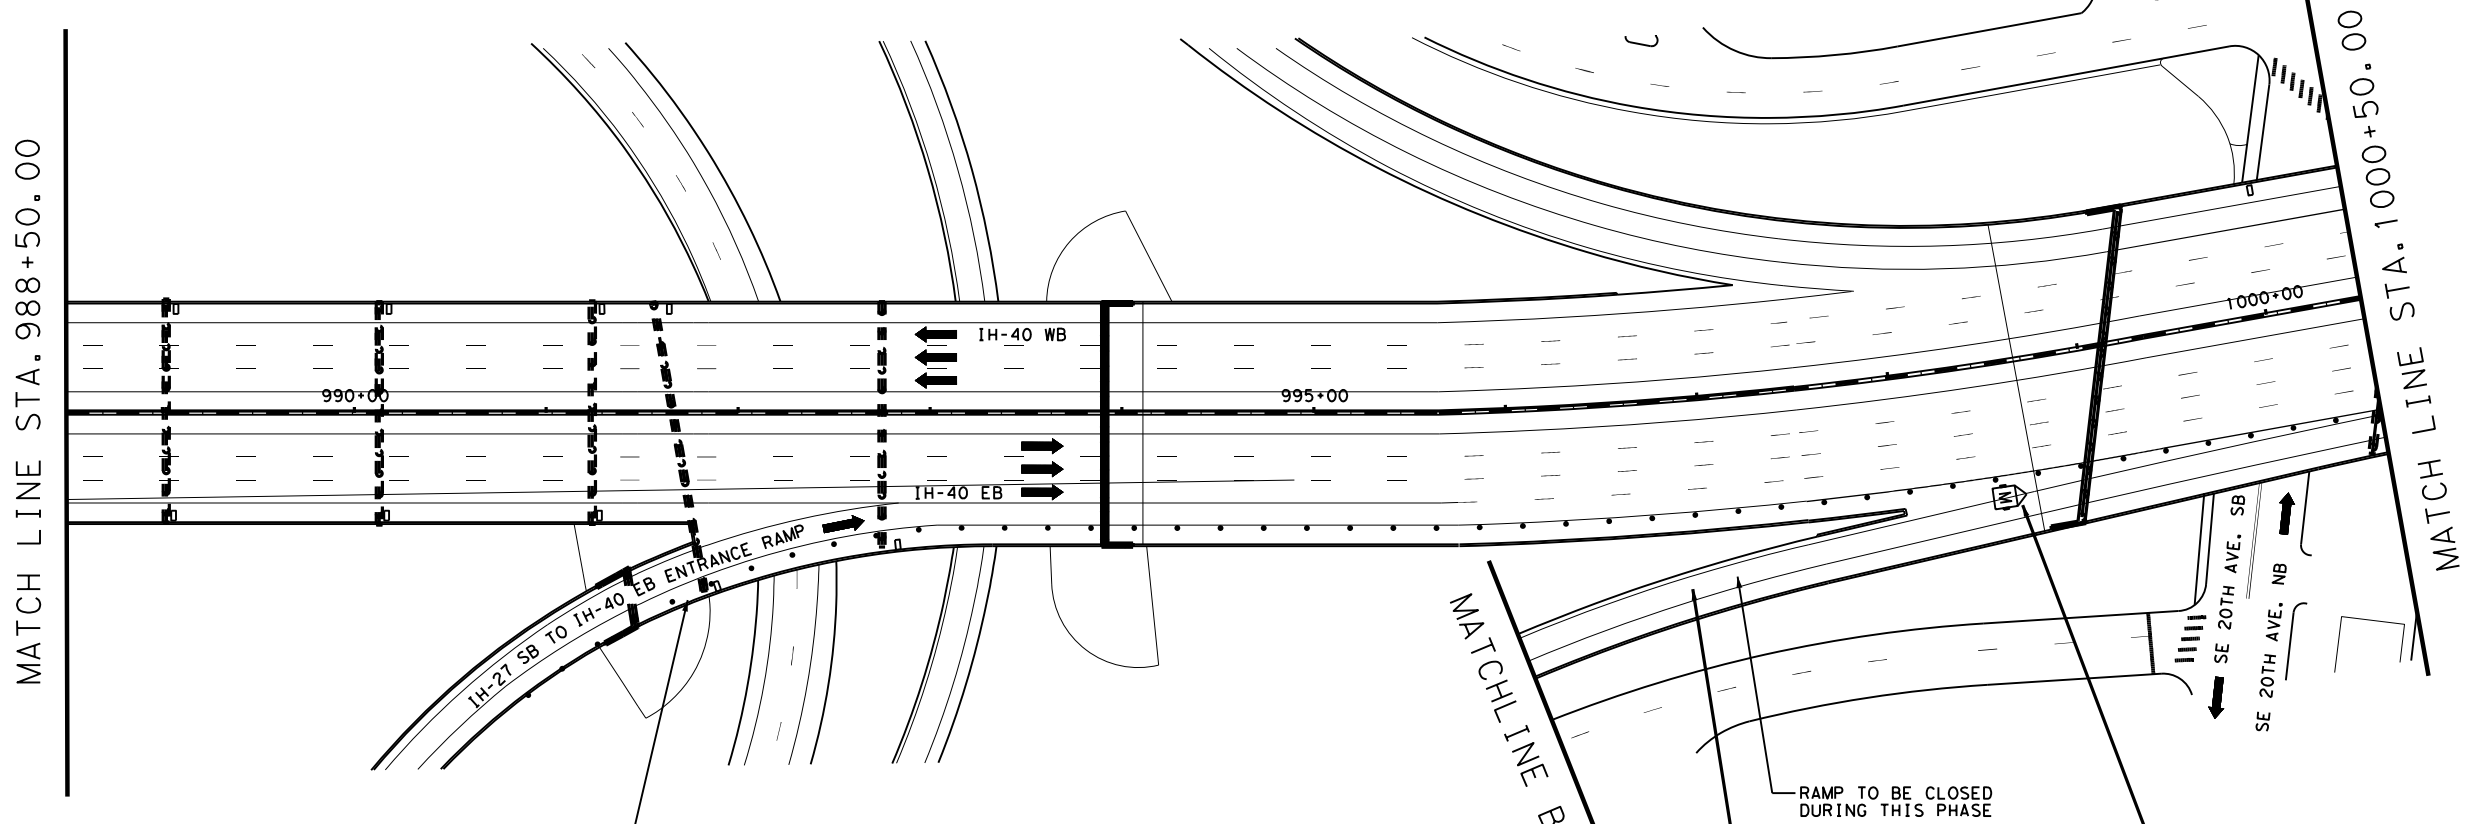 MATCH LINE STA. 988+50.00
990+00
IH-40 WB
995+00
1000+00
MATCH LINE STA. 1000+50.00
IH-40 EB
IH-27 SB TO IH-40 EB ENTRANCE RAMP
M
SE 20TH AVE. SB
SE 20TH AVE. NB
MATCHLINE B
RAMP TO BE CLOSED
DURING THIS PHASE